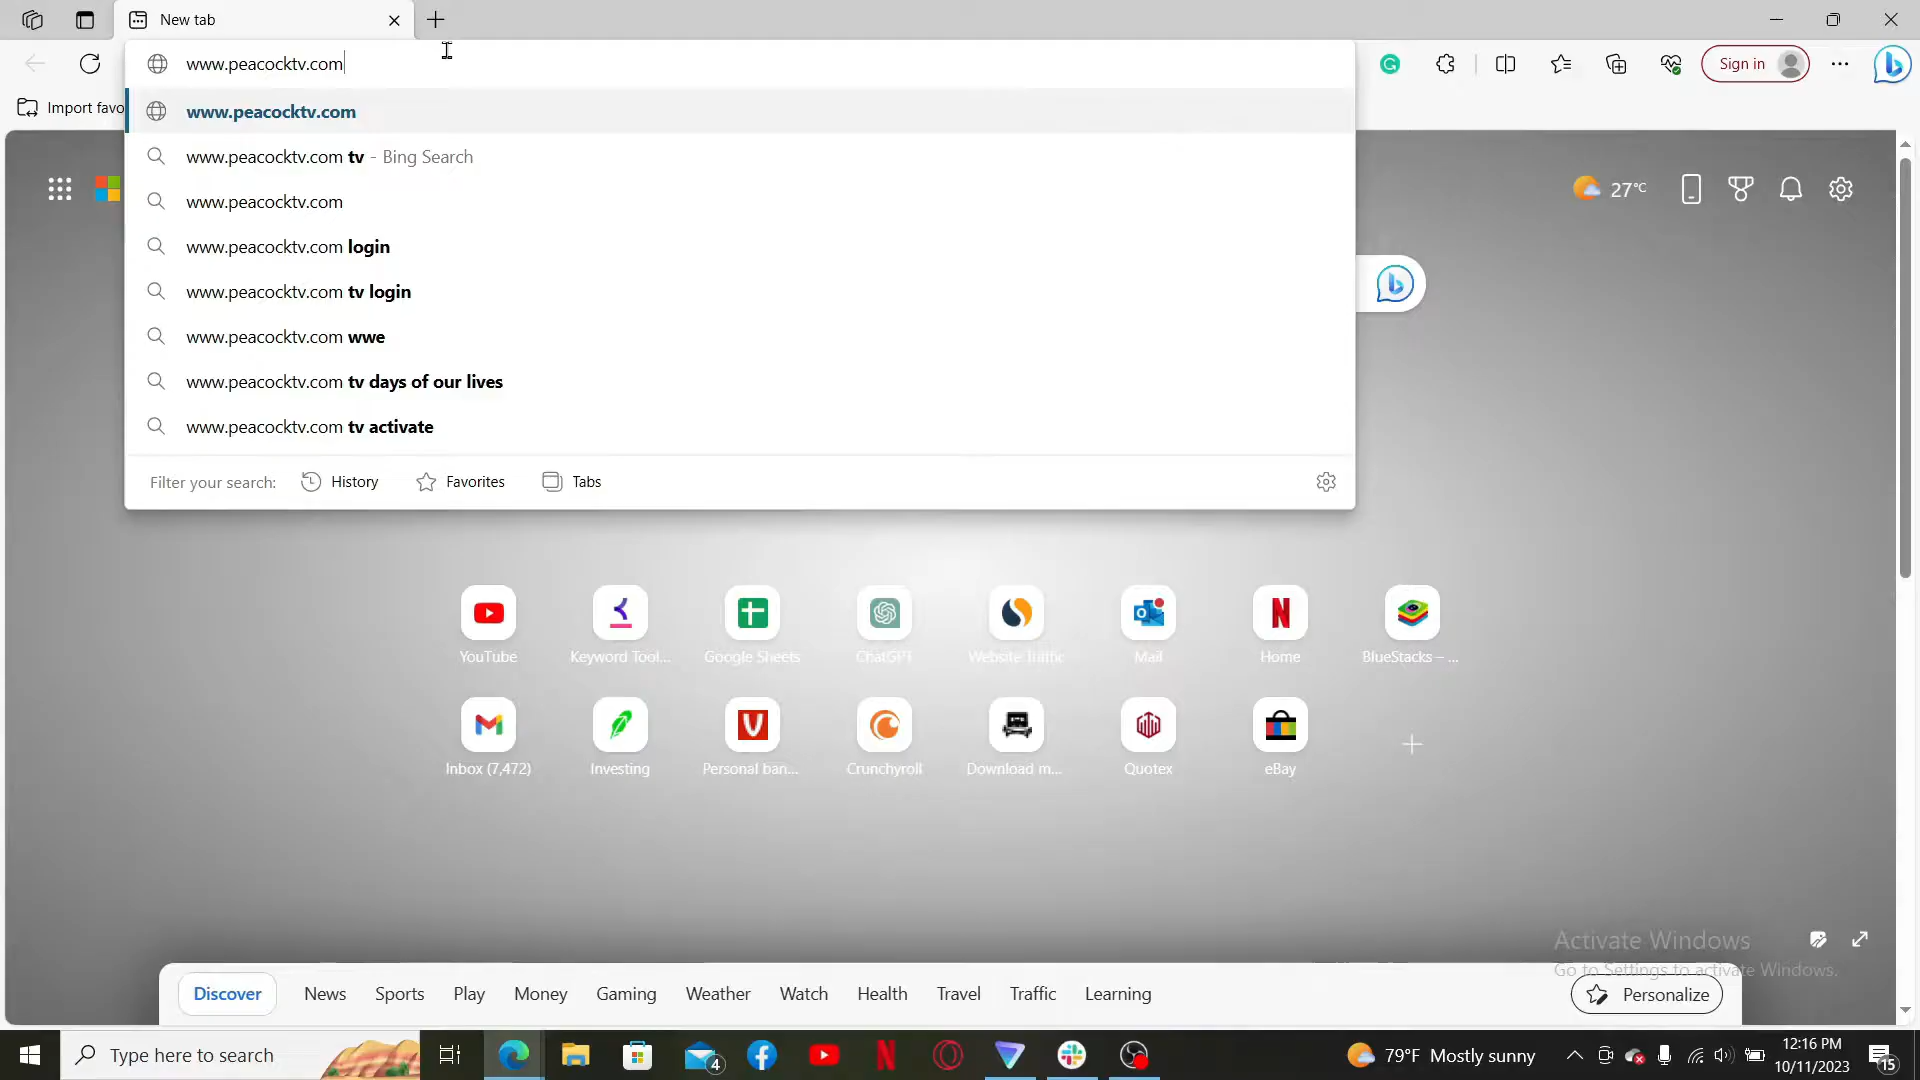 New tab
www.peacocktv.com
Sign in
Import favo
www.peacocktv.com
www.peacocktv.com tv - Bing Search
www.peacocktv.com
www.peacocktv.com login
www.peacocktv.com tv login
www.peacocktv.com wwe
www.peacocktv.com tv days of our lives
www.peacocktv.com tv activate
Filter your search: History Favorites Tabs
27°C
YouTube Keyword Tool... Google Sheets ChatGPT Website Traffic Mail Home BlueStacks – ...
Inbox (7,472) Investing Personal ban... Crunchyroll Download m... Quotex eBay
Activate Windows
Go to Settings to activate Windows.
Discover News Sports Play Money Gaming Weather Watch Health Travel Traffic Learning Personalize
Type here to search 4 79°F Mostly sunny 12:16 PM
10/11/2023 15